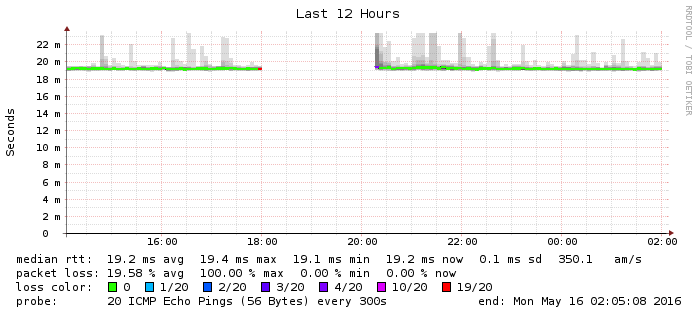 Last 12 Hours
RRDTOOL / TOBI OETIKER
Seconds
22 m
20 m
18 m
16 m
14 m
12 m
10 m
8 m
6 m
4 m
2 m
0
16:00 18:00 20:00 22:00 00:00 02:00
median rtt: 19.2 ms avg 19.4 ms max 19.1 ms min 19.2 ms now 0.1 ms sd 350.1 am/s
packet loss: 19.58 % avg 100.00 % max 0.00 % min 0.00 % now
loss color: 0 1/20 2/20 3/20 4/20 10/20 19/20
probe: 20 ICMP Echo Pings (56 Bytes) every 300s end: Mon May 16 02:05:08 2016